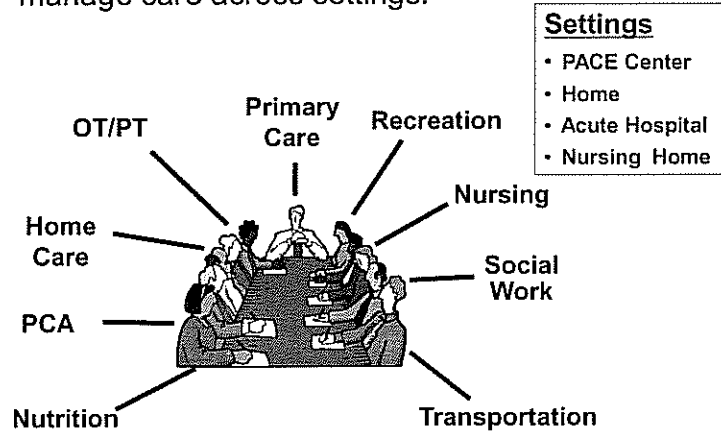 manage care across settings.
Settings
• PACE Center
• Home
• Acute Hospital
• Nursing Home
Primary
Care
OT/PT
Recreation
Home
Care
Nursing
PCA
Social
Work
Nutrition
Transportation